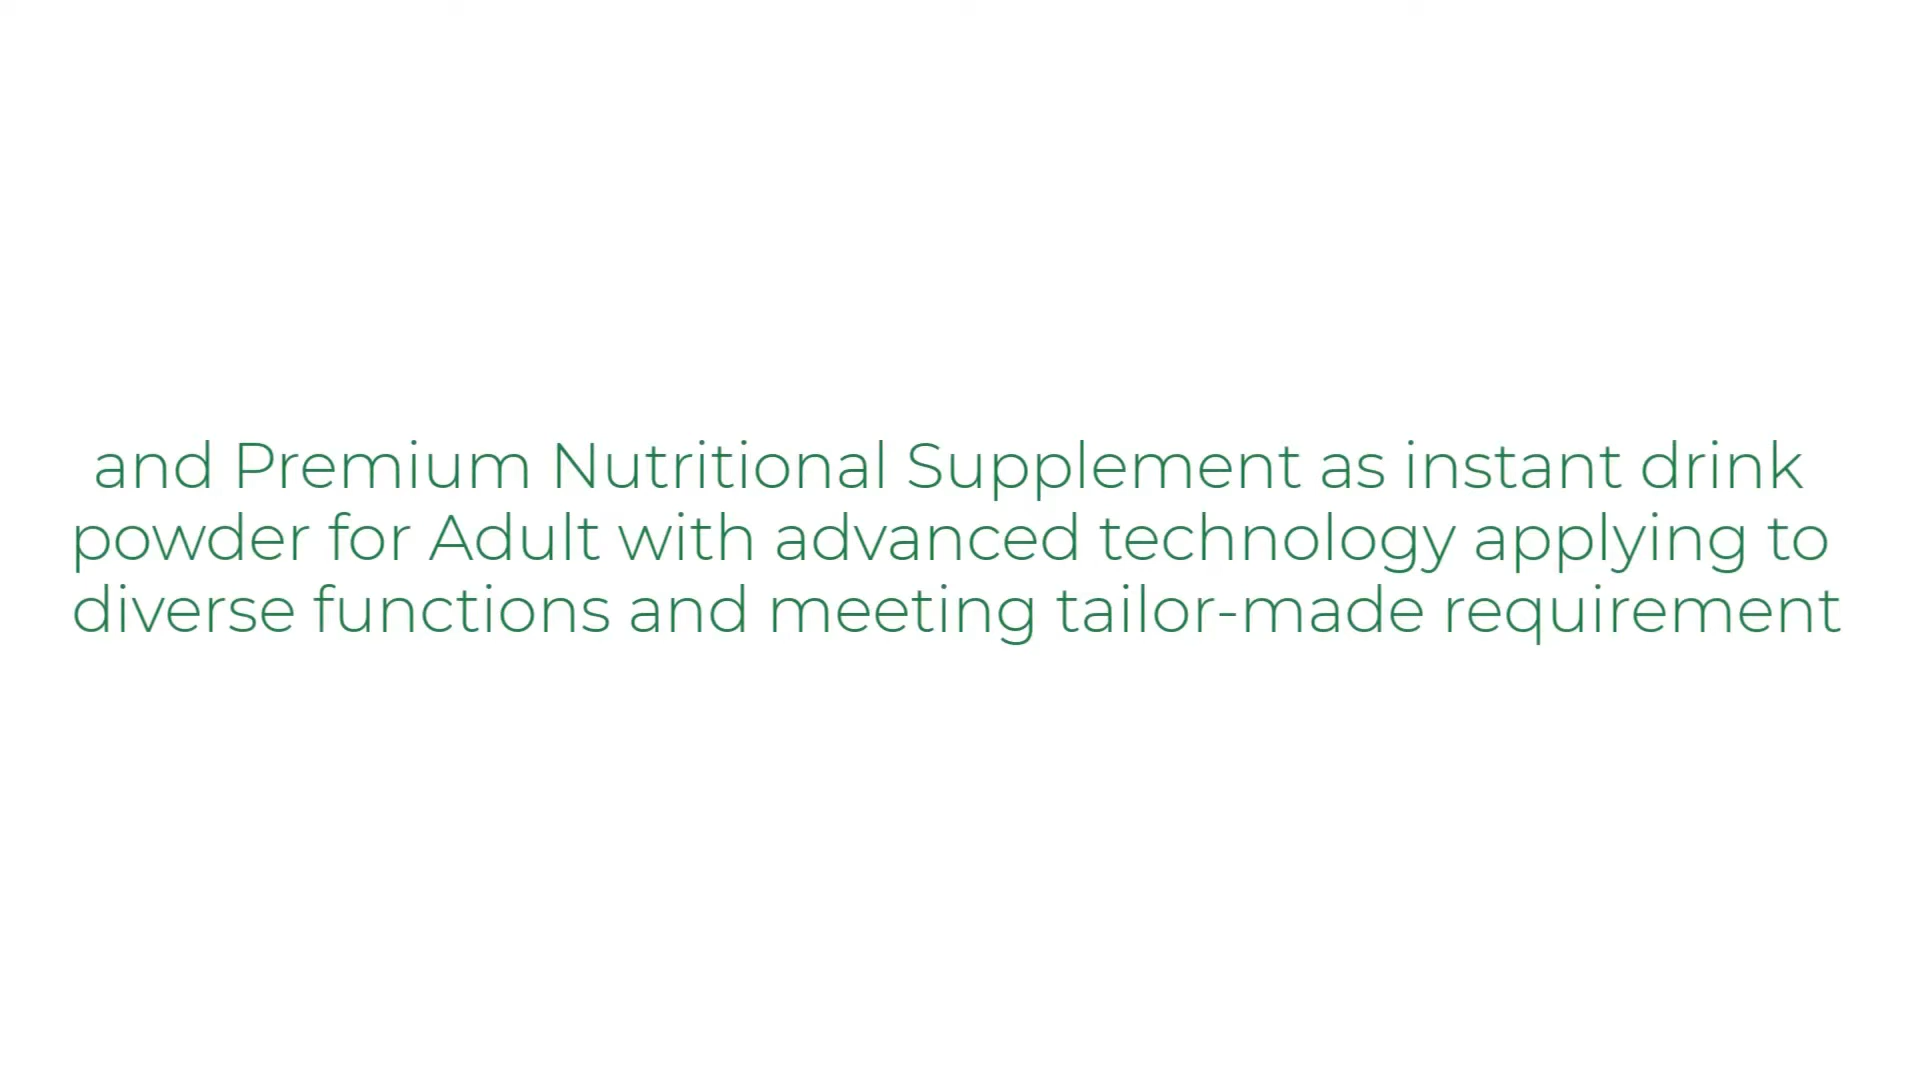 and Premium Nutritional Supplement as instant drink
powder for Adult with advanced technology applying to
diverse functions and meeting tailor-made requirement